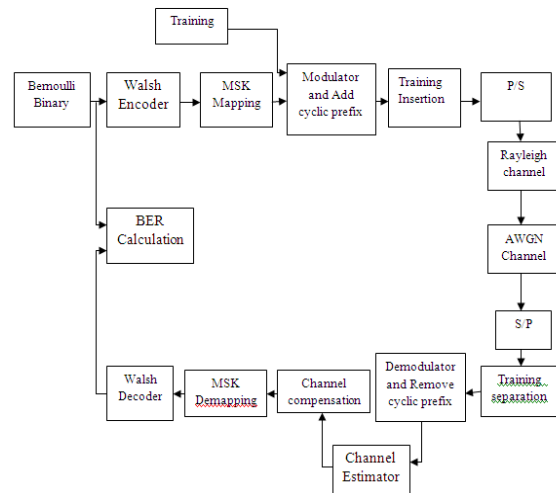 Training
Bernoulli
Binary
Walsh
Encoder
MSK
Mapping
Modulator
and Add
cyclic prefix
Training
Insertion
P/S
Rayleigh
channel
BER
Calculation
AWGN
Channel
S/P
Walsh
Decoder
MSK
Demapping
Channel
compensation
Demodulator
and Remove
cyclic prefix
Training
separation
Channel
Estimator